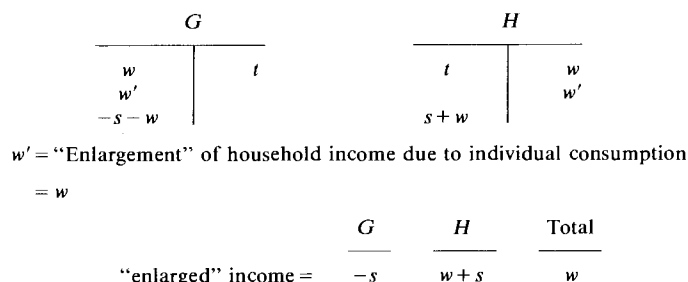 G H
w t t w
w′ w′
−s − w s + w
w′ = “Enlargement” of household income due to individual consumption
= w
G H Total
“enlarged” income = −s w + s w